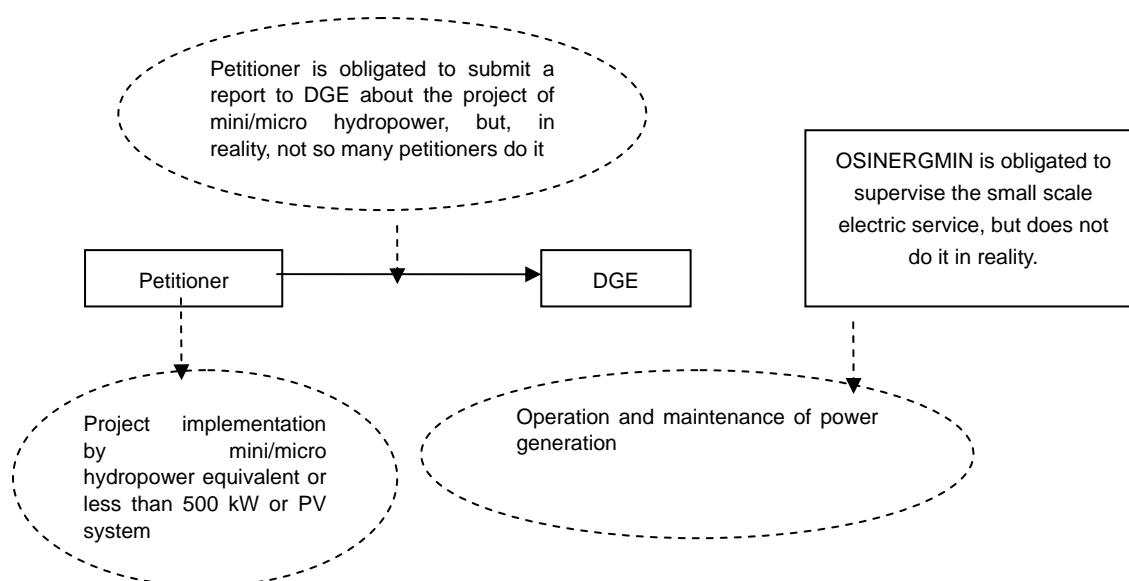 Petitioner is obligated to submit a
report to DGE about the project of
mini/micro hydropower, but, in
reality, not so many petitioners do it
OSINERGMIN is obligated to
supervise the small scale
electric service, but does not
do it in reality.
Petitioner
DGE
Project implementation
by mini/micro
hydropower equivalent or
less than 500 kW or PV
system
Operation and maintenance of power
generation